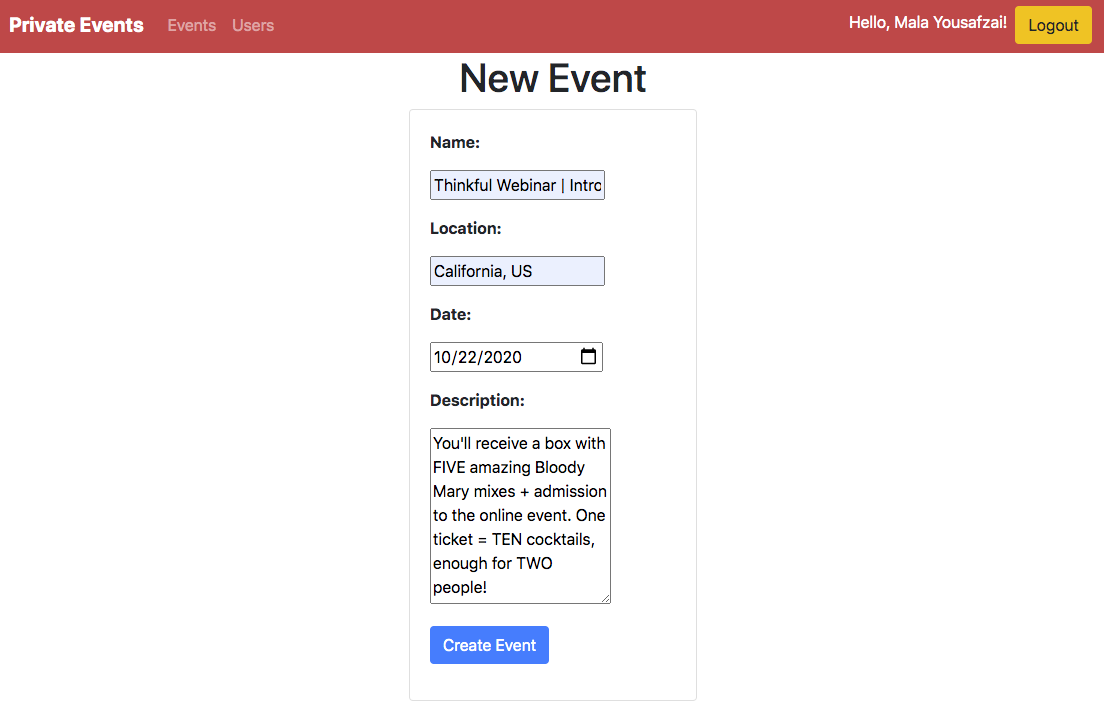 Private Events Events Users Hello, Mala Yousafzai! Logout
New Event
Name:
Thinkful Webinar | Intro
Location:
California, US
Date:
10/22/2020
Description:
You'll receive a box with
FIVE amazing Bloody
Mary mixes + admission
to the online event. One
ticket = TEN cocktails,
enough for TWO
people!
Create Event